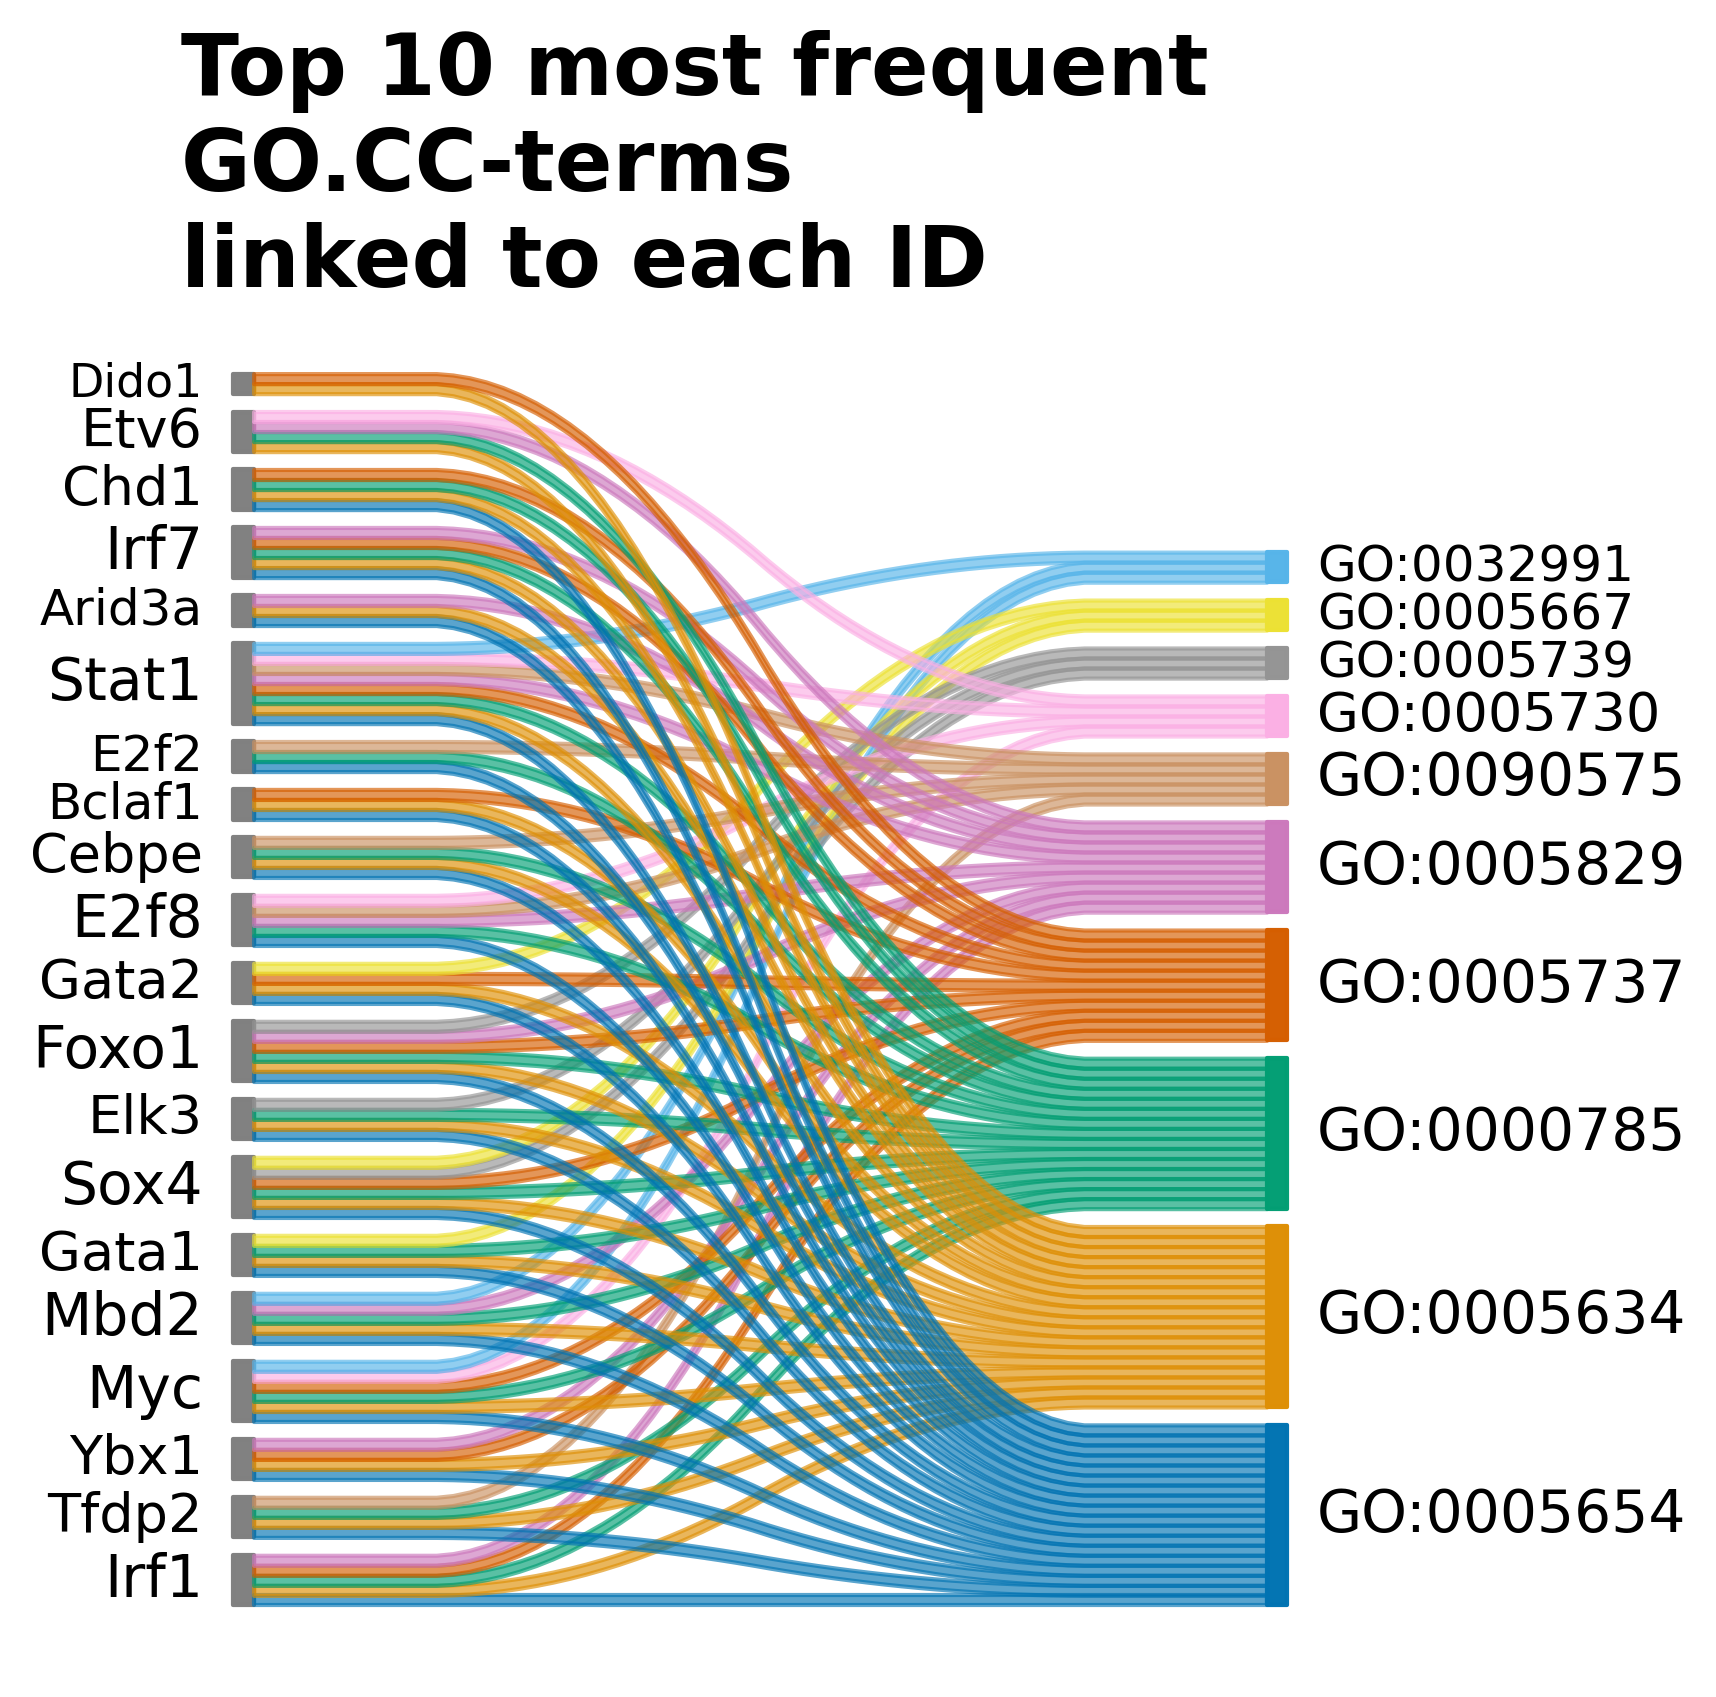 Top 10 most frequent
GO.CC-terms
linked to each ID
Dido1
Etv6
Chd1
Irf7
Arid3a
Stat1
E2f2
Bclaf1
Cebpe
E2f8
Gata2
Foxo1
Elk3
Sox4
Gata1
Mbd2
Myc
Ybx1
Tfdp2
Irf1
GO:0032991
GO:0005667
GO:0005739
GO:0005730
GO:0090575
GO:0005829
GO:0005737
GO:0000785
GO:0005634
GO:0005654